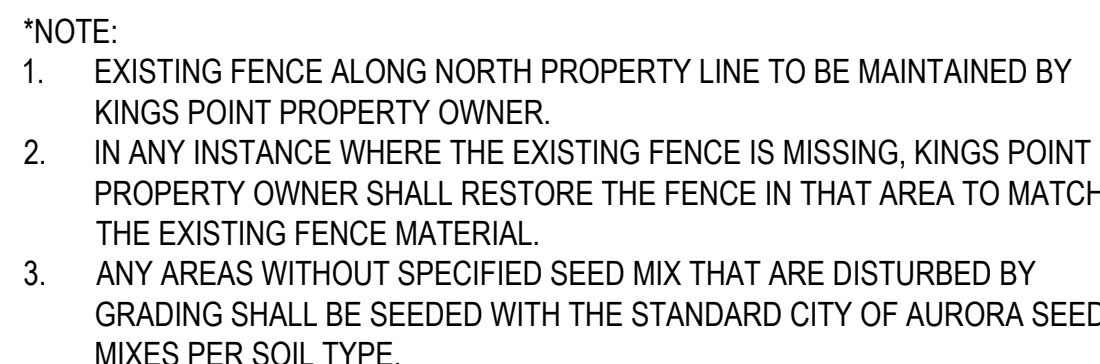 *NOTE:
1. EXISTING FENCE ALONG NORTH PROPERTY LINE TO BE MAINTAINED BY
KINGS POINT PROPERTY OWNER.
2. IN ANY INSTANCE WHERE THE EXISTING FENCE IS MISSING, KINGS POINT
PROPERTY OWNER SHALL RESTORE THE FENCE IN THAT AREA TO MATCH
THE EXISTING FENCE MATERIAL.
3. ANY AREAS WITHOUT SPECIFIED SEED MIX THAT ARE DISTURBED BY
GRADING SHALL BE SEEDED WITH THE STANDARD CITY OF AURORA SEED
MIXES PER SOIL TYPE.